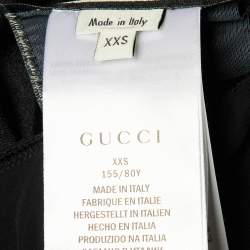 Made in Italy
XXS
GUCCI
XXS
155/80Y
MADE IN ITALY
FABRIQUE EN ITALIE
HERGESTELLT IN ITALIEN
HECHO EN ITALIA
PRODUZIDO NA ITALIA